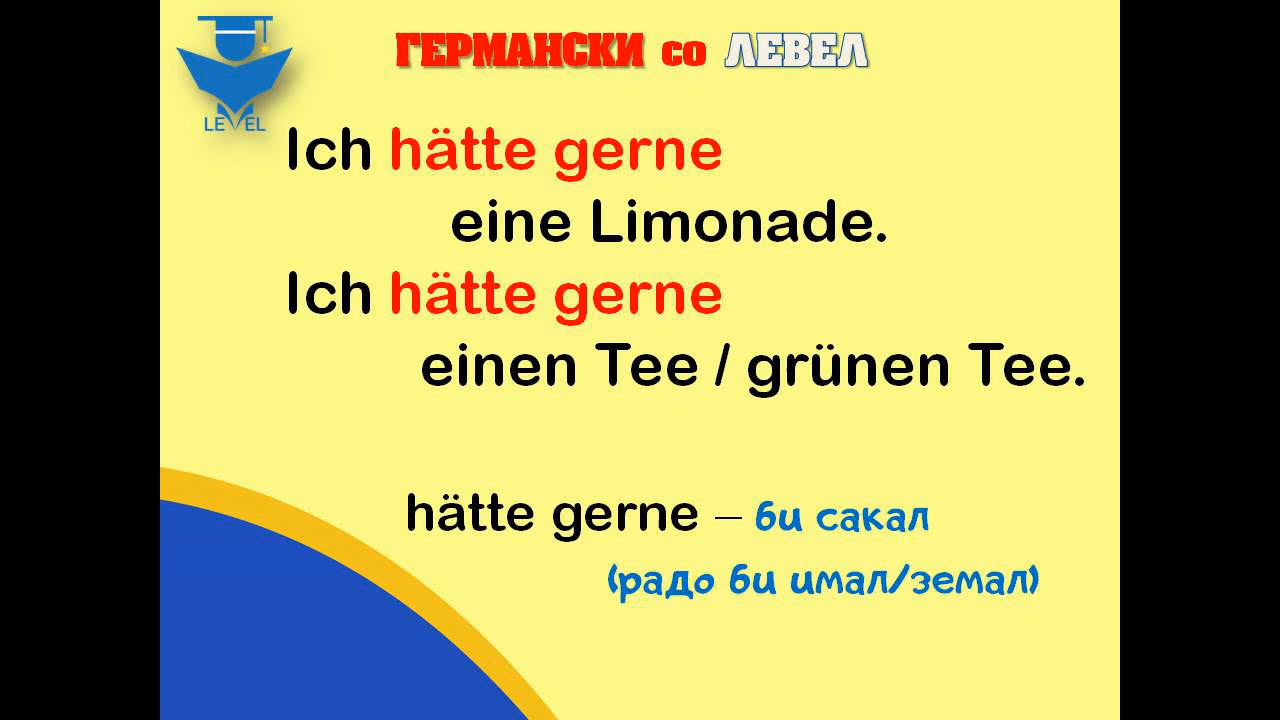 LEVEL
ГЕРМАНСКИ со ЛЕВЕЛ
Ich hätte gerne
eine Limonade.
Ich hätte gerne
einen Tee / grünen Tee.
hätte gerne – би сакал
(радо би имал/земал)